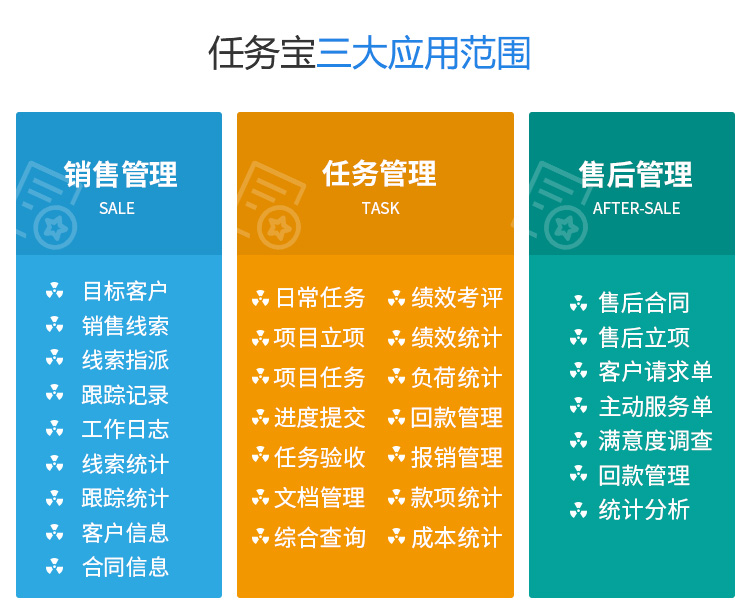 任务宝三大应用范围
销售管理
SALE
目标客户
销售线索
线索指派
跟踪记录
工作日志
线索统计
跟踪统计
客户信息
合同信息
任务管理
TASK
日常任务 绩效考评
项目立项 绩效统计
项目任务 负荷统计
进度提交 回款管理
任务验收 报销管理
文档管理 款项统计
综合查询 成本统计
售后管理
AFTER-SALE
售后合同
售后立项
客户请求单
主动服务单
满意度调查
回款管理
统计分析